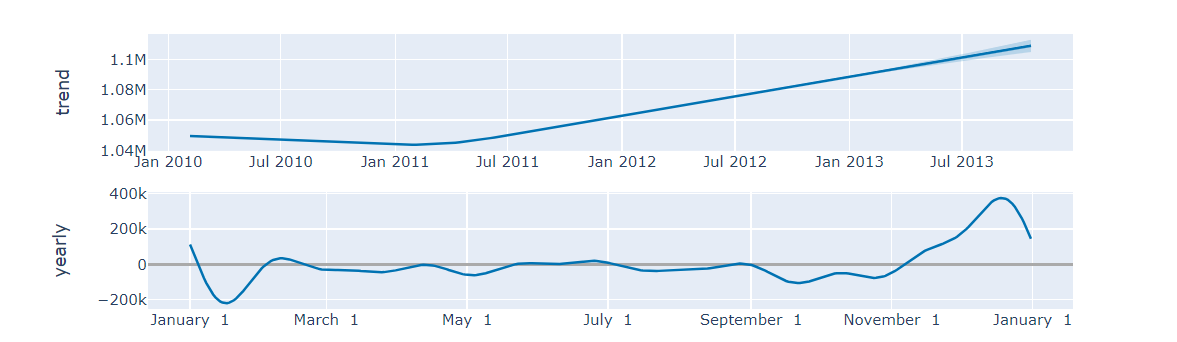 trend
1.1M
1.08M
1.06M
1.04M
Jan 2010 Jul 2010 Jan 2011 Jul 2011 Jan 2012 Jul 2012 Jan 2013 Jul 2013
yearly
400k
200k
0
−200k
January 1 March 1 May 1 July 1 September 1 November 1 January 1